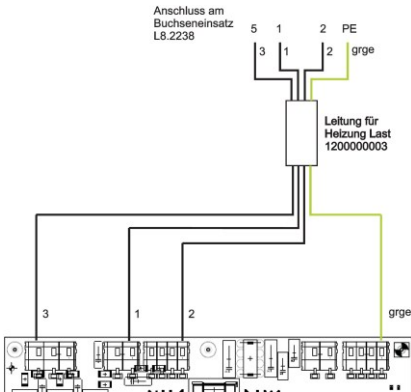 Anschluss am
Buchseneinsatz
L8.2238
5 1 2 PE
3 1 2 grge
Leitung für
Heizung Last
1200000003
3 1 2 grge